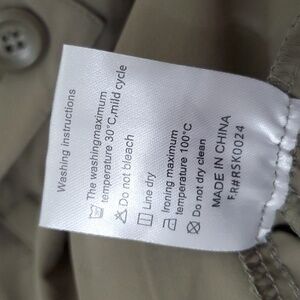 Washing instructions
The washingmaximum
temperature 30°C,mild cycle
Do not bleach
Line dry
Ironing maximum
temperature 100°C
Do not dry clean
MADE IN CHINA
F.R#R5K0024